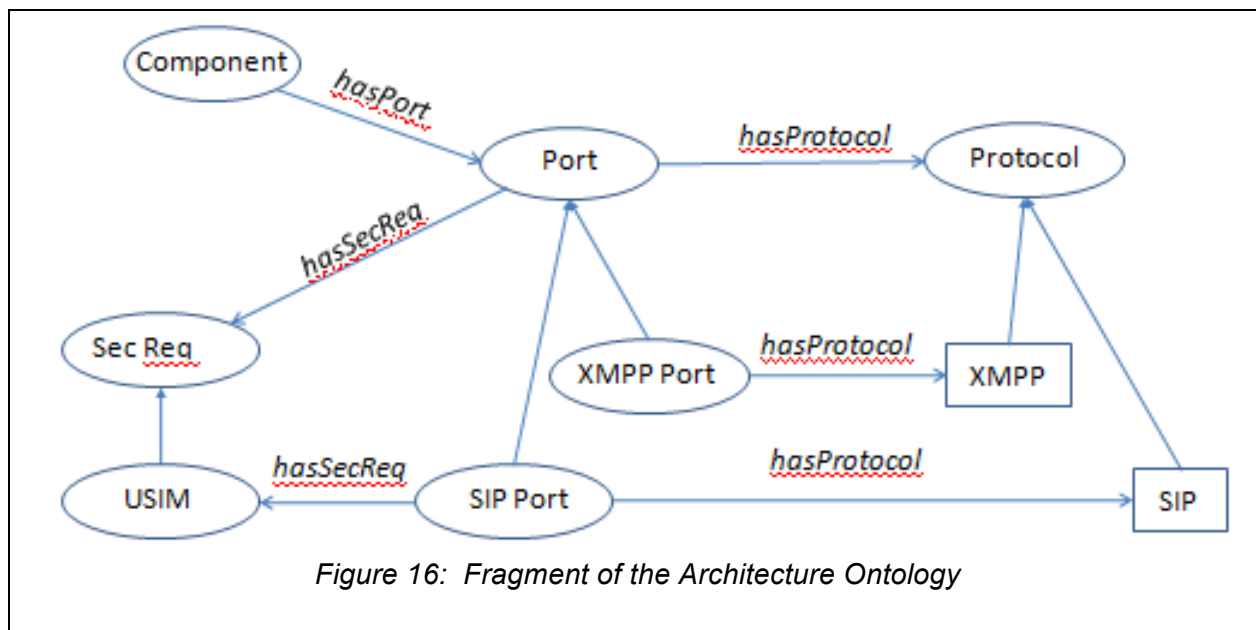 Component
hasPort
Port
hasProtocol
Protocol
hasSecReq
Sec Req
XMPP Port
hasProtocol
XMPP
USIM
hasSecReq
SIP Port
hasProtocol
SIP
Figure 16: Fragment of the Architecture Ontology